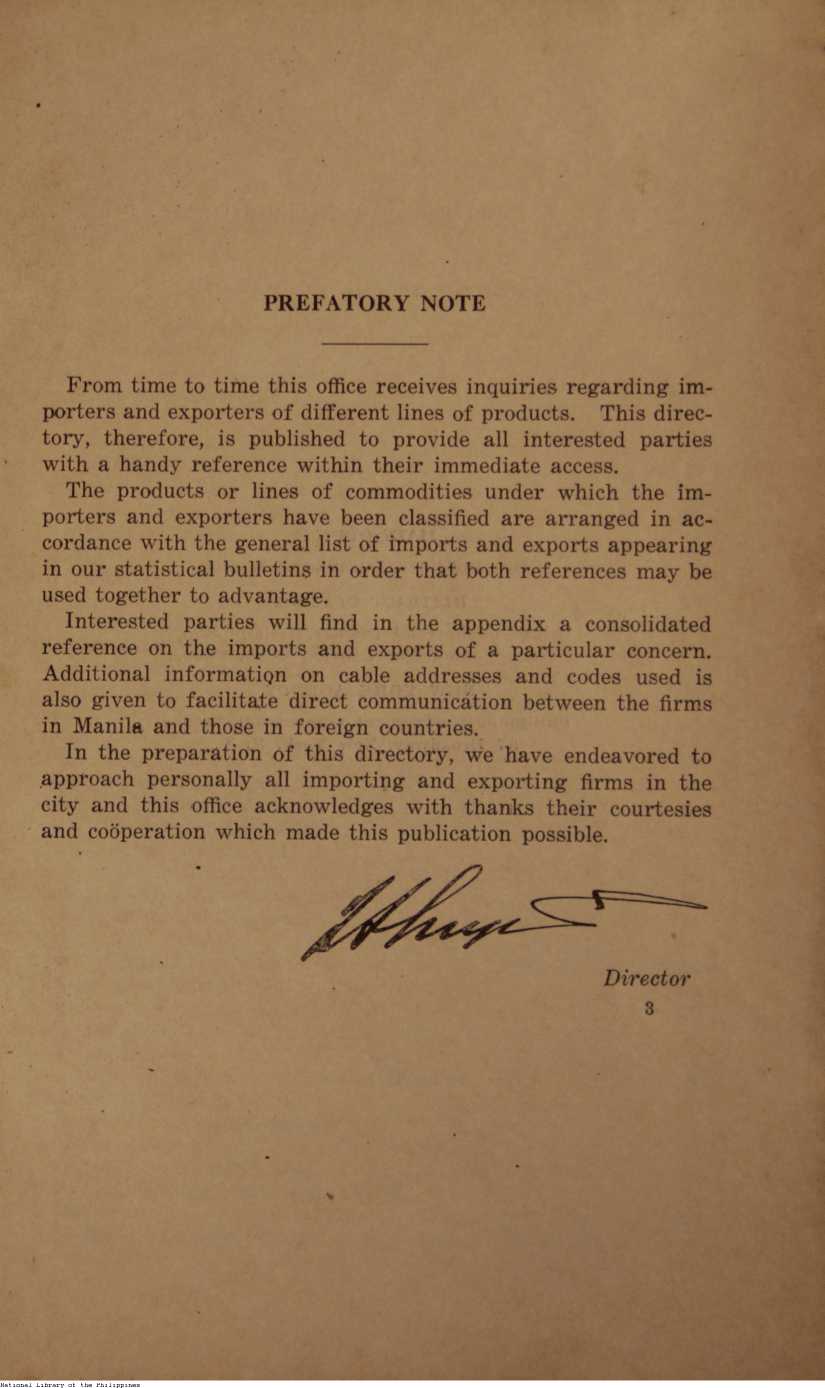 PREFATORY NOTE
From time to time this office receives inquiries regarding im-
porters and exporters of different lines of products. This direc-
tory, therefore, is published to provide all interested parties
with a handy reference within their immediate access.
The products or lines of commodities under which the im-
porters and exporters have been classified are arranged in ac-
cordance with the general list of imports and exports appearing
in our statistical bulletins in order that both references may be
used together to advantage.
Interested parties will find in the appendix a consolidated
reference on the imports and exports of a particular concern.
Additional information on cable addresses and codes used is
also given to facilitate direct communication between the firms
in Manila and those in foreign countries.
In the preparation of this directory, we have endeavored to
approach personally all importing and exporting firms in the
city and this office acknowledges with thanks their courtesies
and coöperation which made this publication possible.
Director
3
National Library of the Philippines